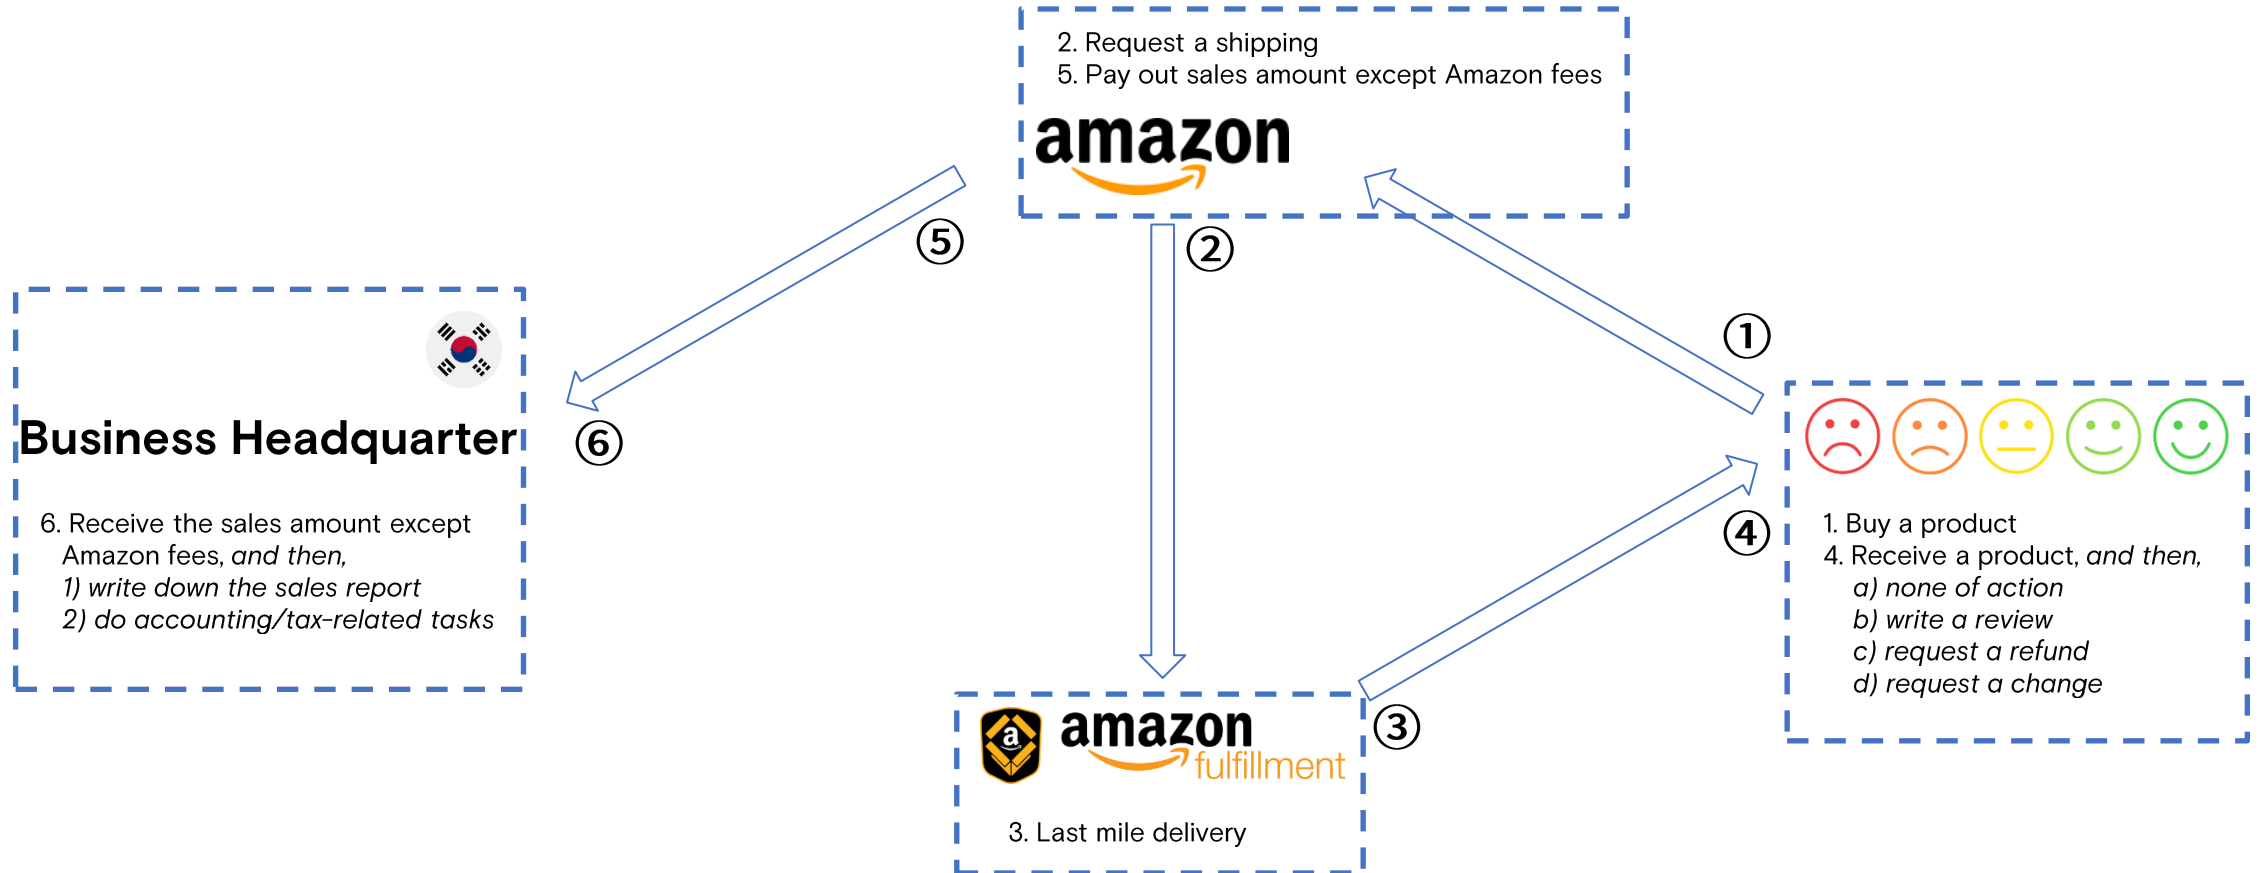 2. Request a shipping
5. Pay out sales amount except Amazon fees
amazon
⑤
②
①
Business Headquarter
⑥
6. Receive the sales amount except
Amazon fees, and then,
1) write down the sales report
2) do accounting/tax-related tasks
④
1. Buy a product
4. Receive a product, and then,
a) none of action
b) write a review
c) request a refund
d) request a change
③
a
amazon
fulfillment
3. Last mile delivery